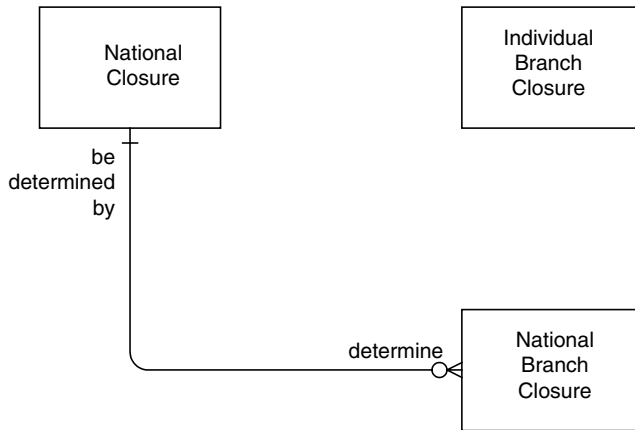 National
Closure
Individual
Branch
Closure
be
determined
by
determine
National
Branch
Closure